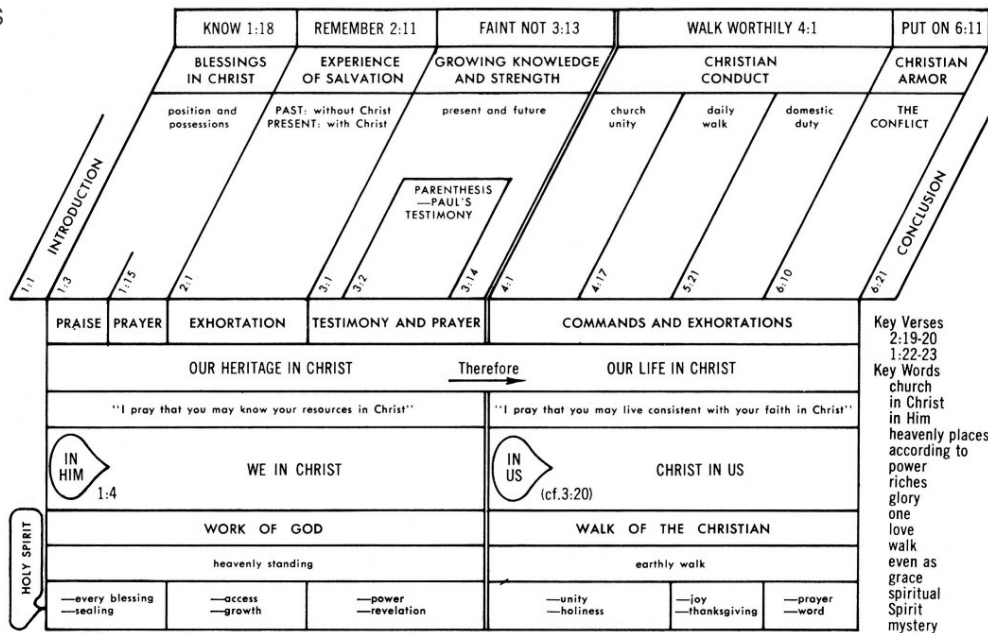 S
KNOW 1:18 REMEMBER 2:11 FAINT NOT 3:13 WALK WORTHILY 4:1 PUT ON 6:11
BLESSINGS
IN CHRIST
EXPERIENCE
OF SALVATION
GROWING KNOWLEDGE
AND STRENGTH
CHRISTIAN
CONDUCT
CHRISTIAN
ARMOR
position and
possessions
PAST: without Christ
PRESENT: with Christ
present and future
church
unity
daily
walk
domestic
duty
THE
CONFLICT
PARENTHESIS
—PAUL'S
TESTIMONY
INTRODUCTION
CONCLUSION
1:1 1:3 1:15 2:1 3:1 3:2 3:14 4:1 4:17 5:21 6:10 6:21
PRAISE PRAYER EXHORTATION TESTIMONY AND PRAYER COMMANDS AND EXHORTATIONS
OUR HERITAGE IN CHRIST Therefore OUR LIFE IN CHRIST
"I pray that you may know your resources in Christ" "I pray that you may live consistent with your faith in Christ"
IN
HIM
1:4
WE IN CHRIST
IN
US
(cf.3:20)
CHRIST IN US
WORK OF GOD WALK OF THE CHRISTIAN
heavenly standing earthly walk
HOLY SPIRIT
—every blessing
—sealing
—access
—growth
—power
—revelation
—unity
—holiness
—joy
—thanksgiving
—prayer
—word
Key Verses
2:19-20
1:22-23
Key Words
church
in Christ
in Him
heavenly places
according to
power
riches
glory
one
love
walk
even as
grace
spiritual
Spirit
mystery